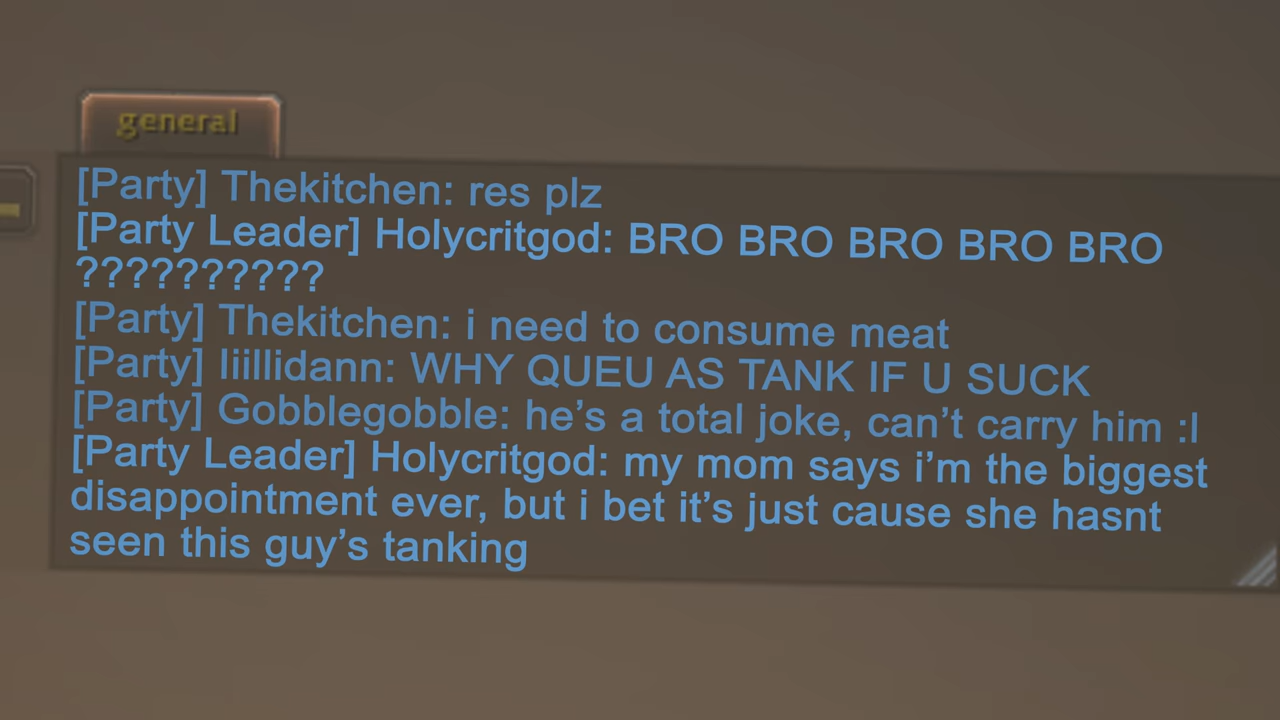 general
[Party] Thekitchen: res plz
[Party Leader] Holycritgod: BRO BRO BRO BRO BRO
??????????
[Party] Thekitchen: i need to consume meat
[Party] Iiillidann: WHY QUEU AS TANK IF U SUCK
[Party] Gobblegobble: he’s a total joke, can’t carry him :l
[Party Leader] Holycritgod: my mom says i’m the biggest
disappointment ever, but i bet it’s just cause she hasnt
seen this guy’s tanking